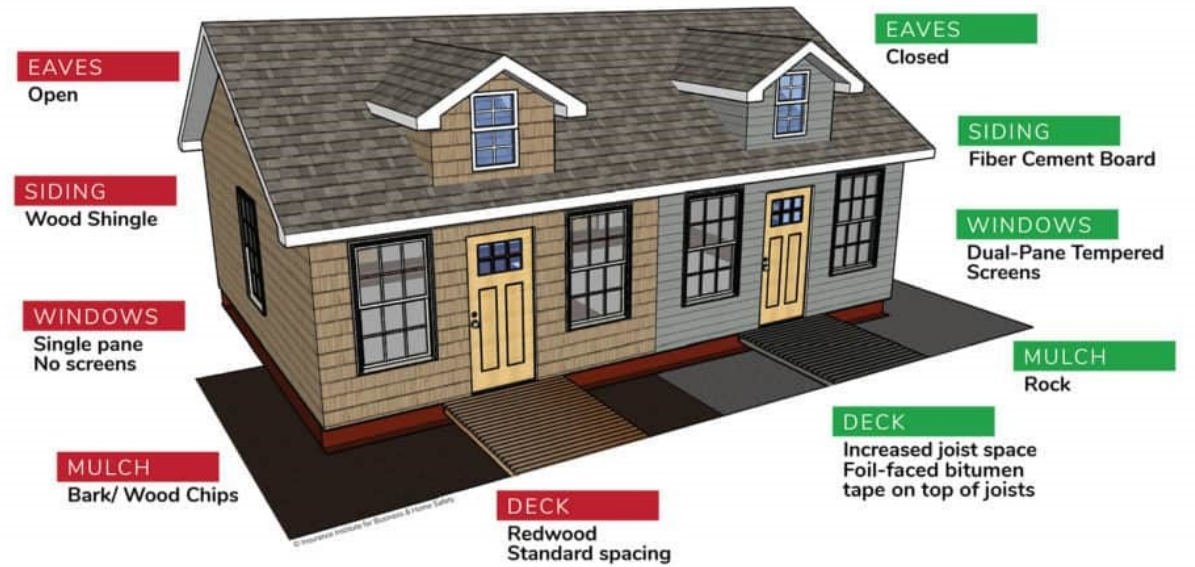 EAVES
Open
SIDING
Wood Shingle
WINDOWS
Single pane
No screens
MULCH
Bark/ Wood Chips
DECK
Redwood
Standard spacing
EAVES
Closed
SIDING
Fiber Cement Board
WINDOWS
Dual-Pane Tempered
Screens
MULCH
Rock
DECK
Increased joist space
Foil-faced bitumen
tape on top of joists
© Insurance Institute for Business & Home Safety